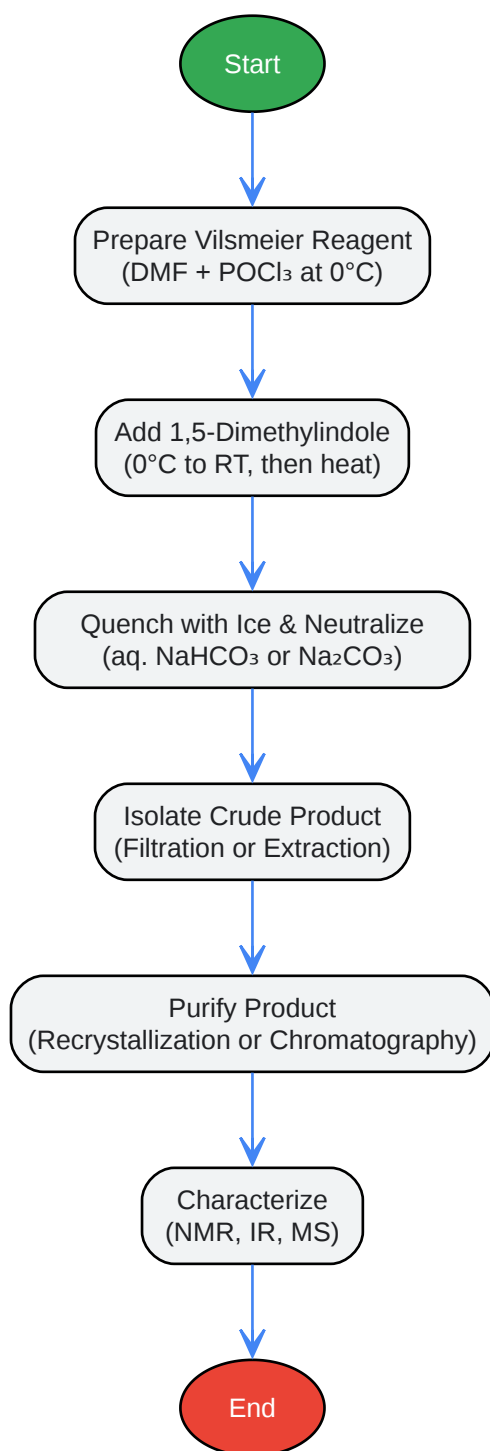 Start
Prepare Vilsmeier Reagent
(DMF + POCl₃ at 0°C)
Add 1,5-Dimethylindole
(0°C to RT, then heat)
Quench with Ice & Neutralize
(aq. NaHCO₃ or Na₂CO₃)
Isolate Crude Product
(Filtration or Extraction)
Purify Product
(Recrystallization or Chromatography)
Characterize
(NMR, IR, MS)
End